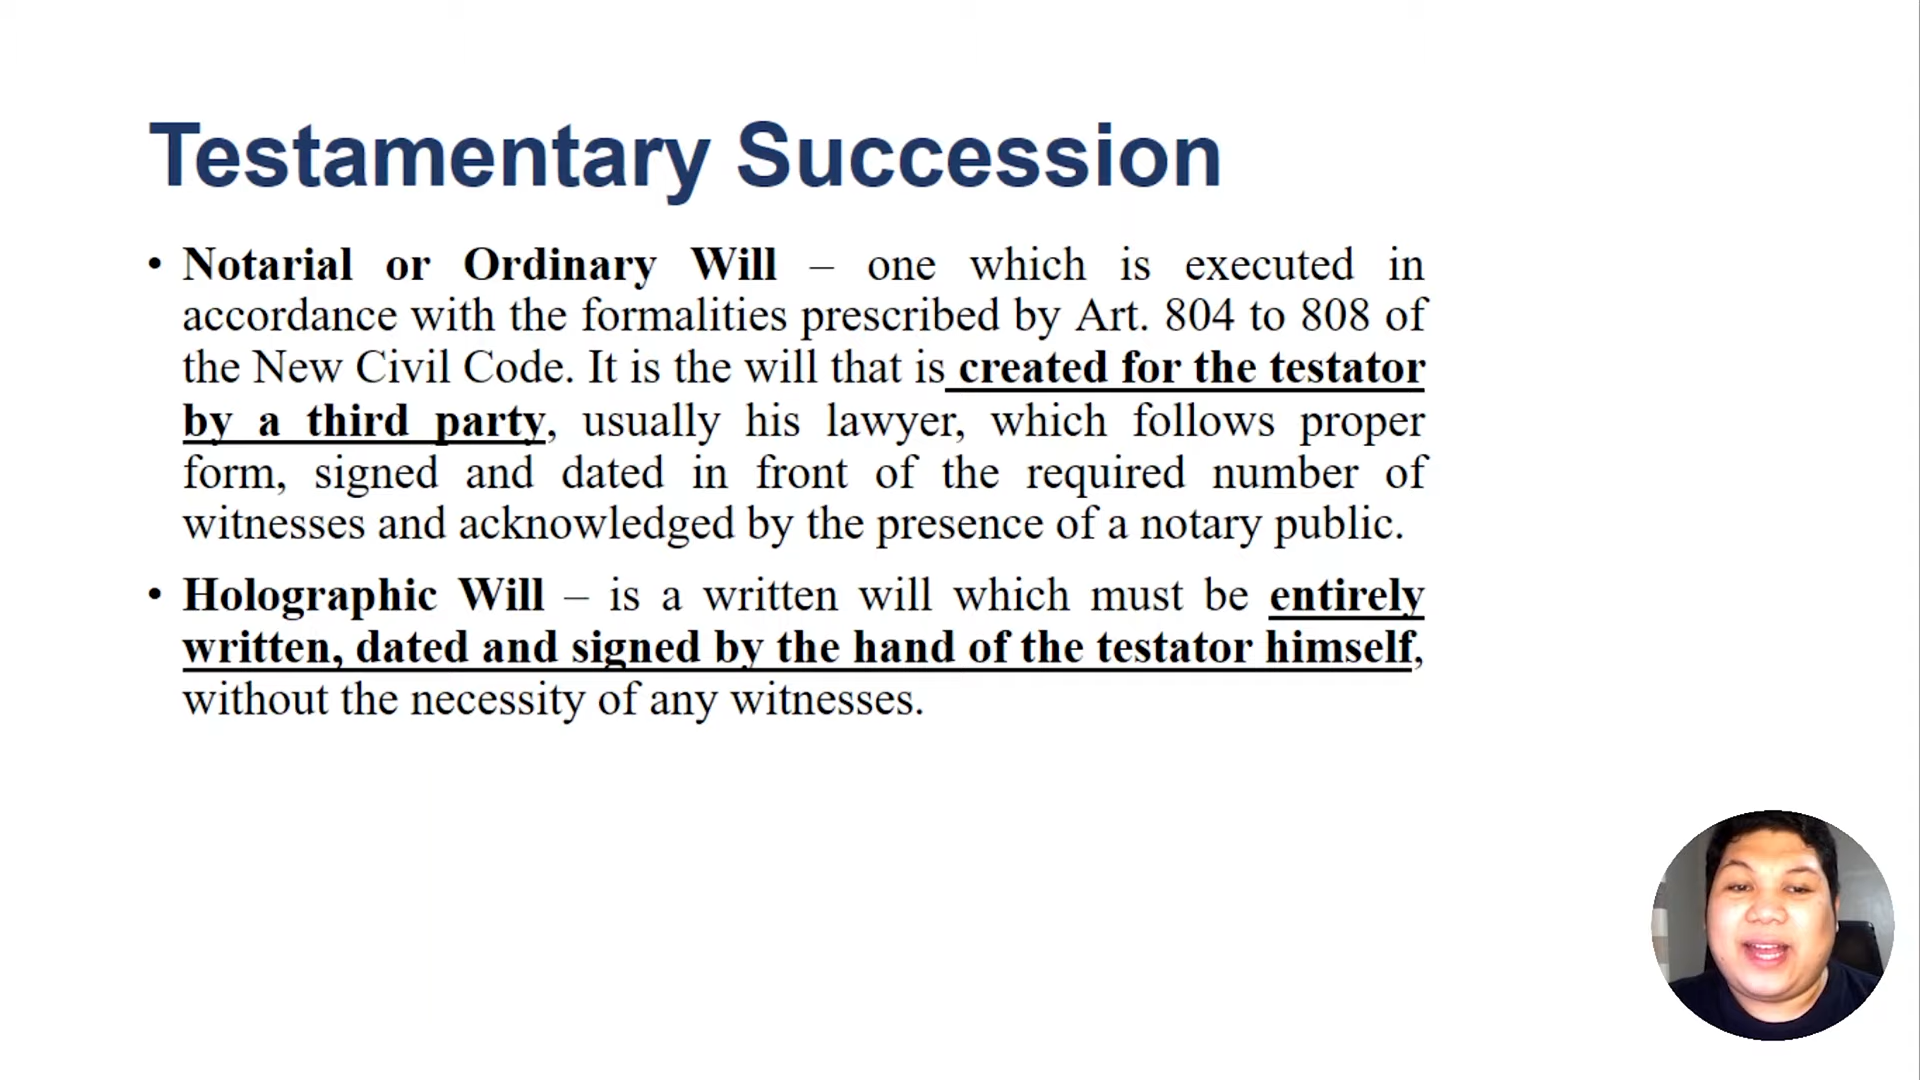 Testamentary Succession
• Notarial or Ordinary Will – one which is executed in
accordance with the formalities prescribed by Art. 804 to 808 of
the New Civil Code. It is the will that is created for the testator
by a third party, usually his lawyer, which follows proper
form, signed and dated in front of the required number of
witnesses and acknowledged by the presence of a notary public.
• Holographic Will – is a written will which must be entirely
written, dated and signed by the hand of the testator himself,
without the necessity of any witnesses.